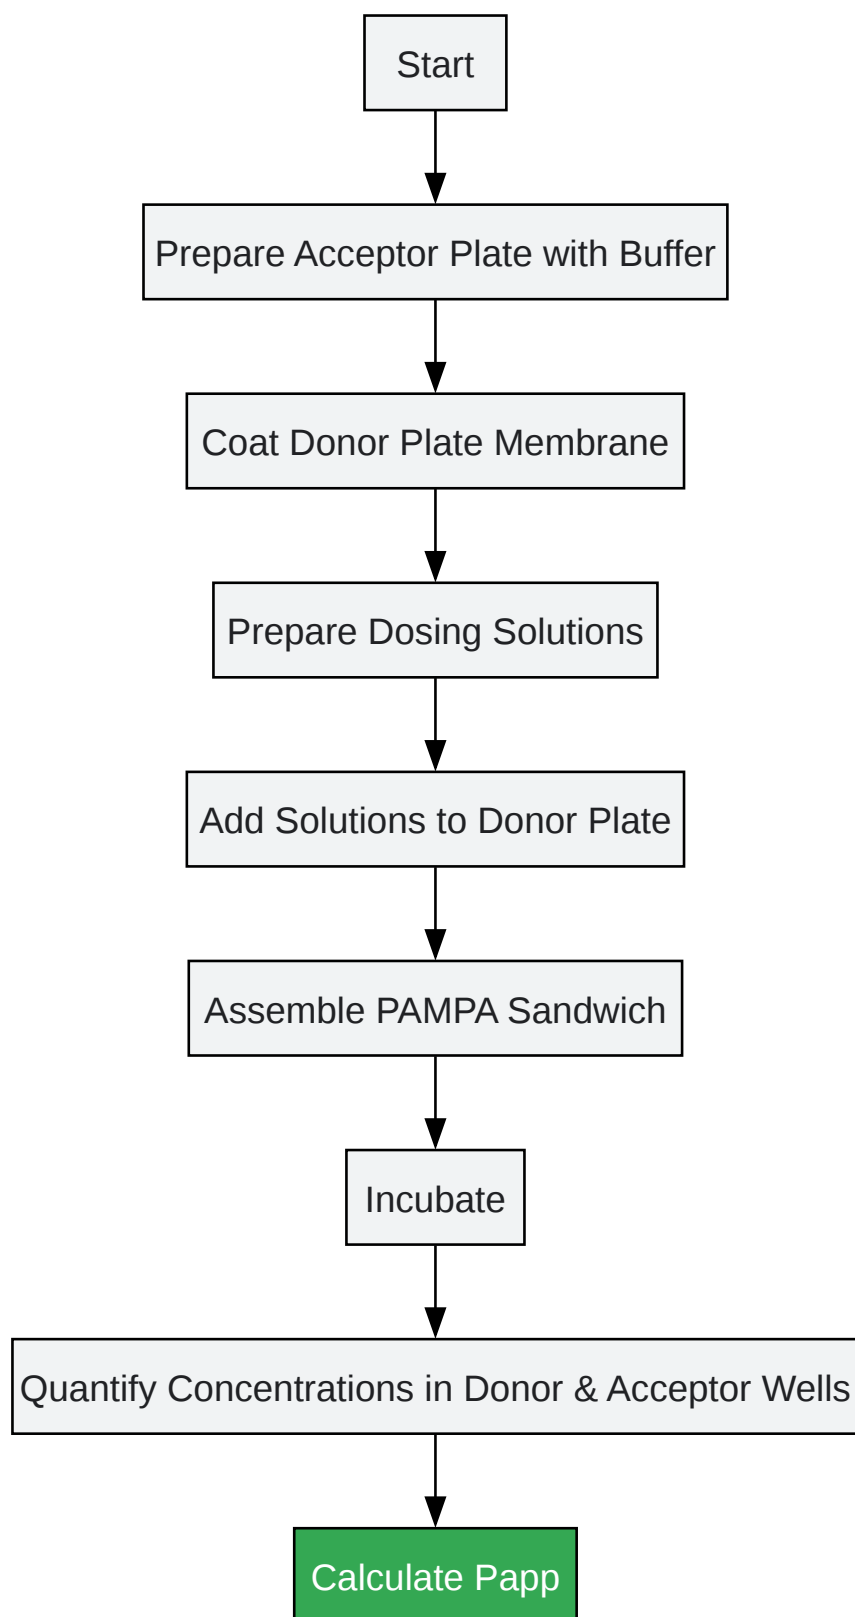 Start
Prepare Acceptor Plate with Buffer
Coat Donor Plate Membrane
Prepare Dosing Solutions
Add Solutions to Donor Plate
Assemble PAMPA Sandwich
Incubate
Quantify Concentrations in Donor & Acceptor Wells
Calculate Papp